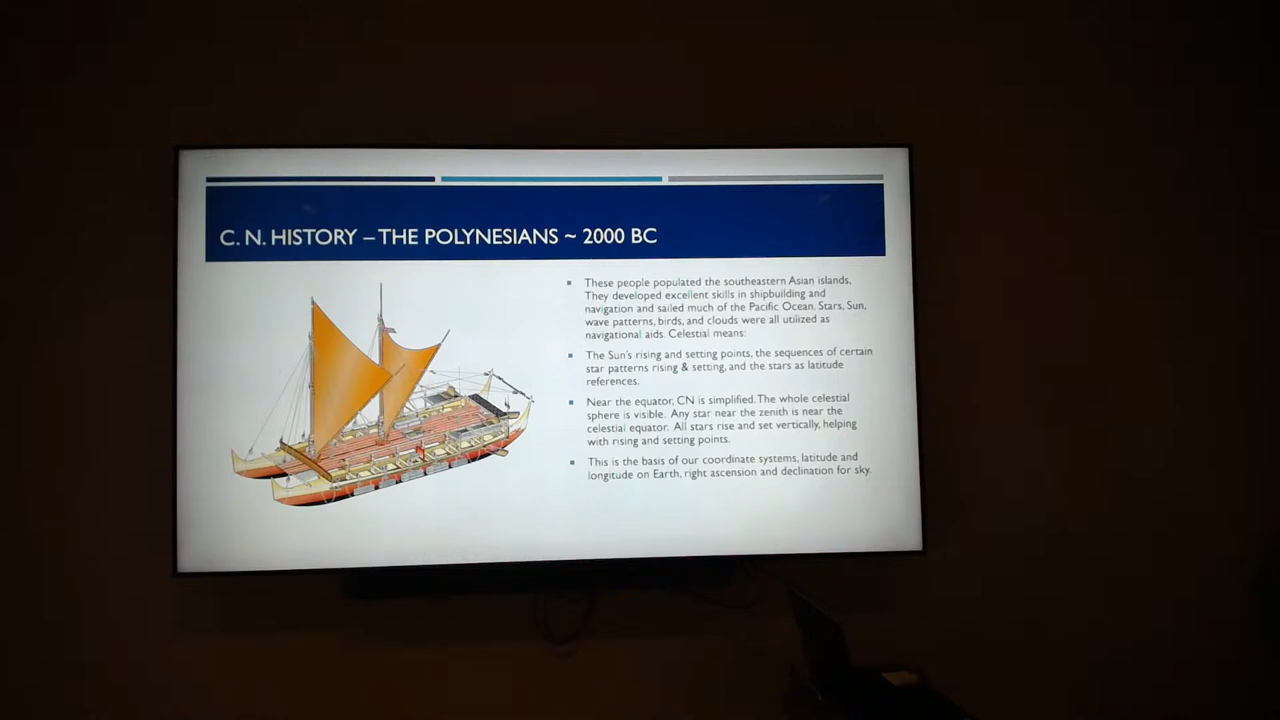 C. N. HISTORY – THE POLYNESIANS ~ 2000 BC
These people populated the southeastern Asian islands,
They developed excellent skills in shipbuilding and
navigation and sailed much of the Pacific Ocean. Stars, Sun,
wave patterns, birds, and clouds were all utilized as
navigational aids. Celestial means:
The Sun's rising and setting points, the sequences of certain
star patterns rising & setting, and the stars as latitude
references.
Near the equator, CN is simplified. The whole celestial
sphere is visible. Any star near the zenith is near the
celestial equator. All stars rise and set vertically, helping
with rising and setting points.
This is the basis of our coordinate systems, latitude and
longitude on Earth, right ascension and declination for sky.